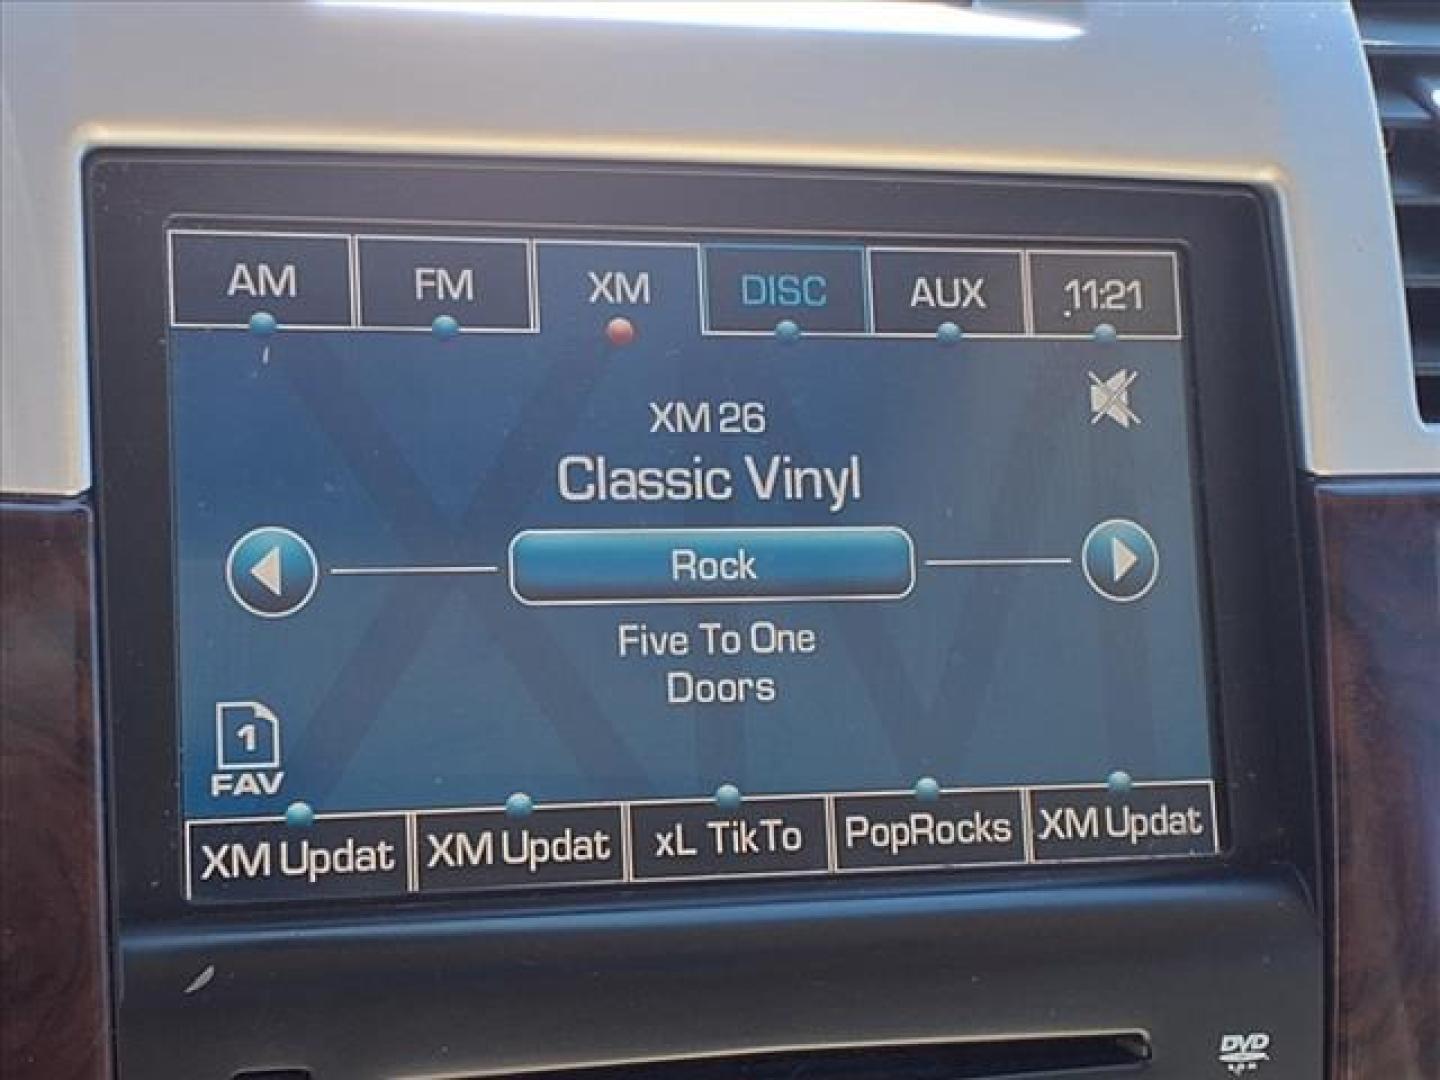 AM FM XM DISC AUX 11:21
XM 26
Classic Vinyl
Rock
Five To One
Doors
1
FAV
XM Updat XM Updat xL TikTo PopRocks XM Updat
DVD